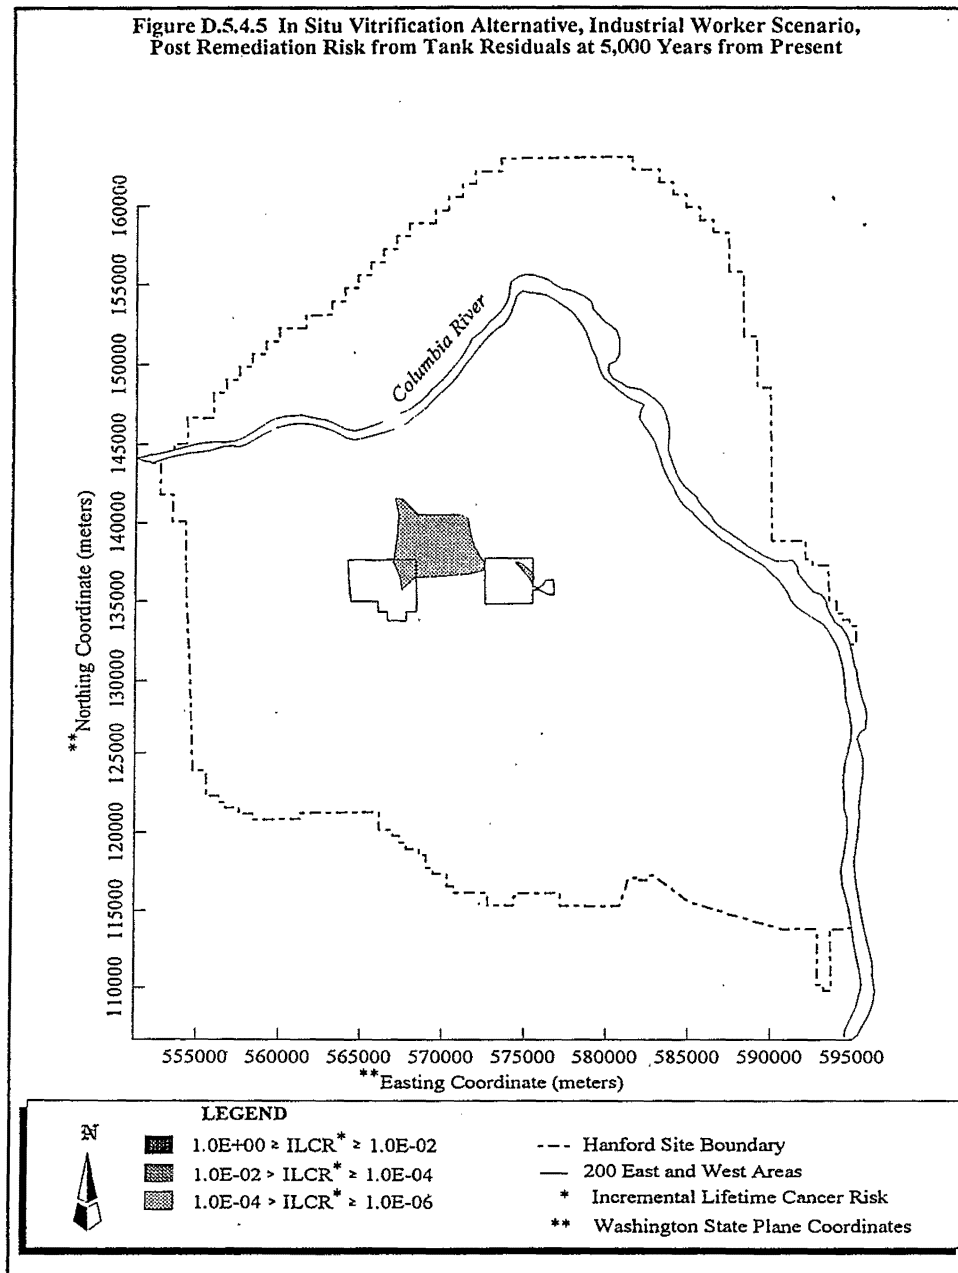 Figure D.5.4.5 In Situ Vitrification Alternative, Industrial Worker Scenario,
Post Remediation Risk from Tank Residuals at 5,000 Years from Present
160000
155000
150000
145000
140000
135000
130000
125000
120000
115000
110000
**Northing Coordinate (meters)
Columbia River
555000 560000 565000 570000 575000 580000 585000 590000 595000
**Easting Coordinate (meters)
LEGEND
N
1.0E+00 ≥ ILCR* ≥ 1.0E-02
1.0E-02 > ILCR* ≥ 1.0E-04
1.0E-04 > ILCR* ≥ 1.0E-06
Hanford Site Boundary
200 East and West Areas
* Incremental Lifetime Cancer Risk
** Washington State Plane Coordinates